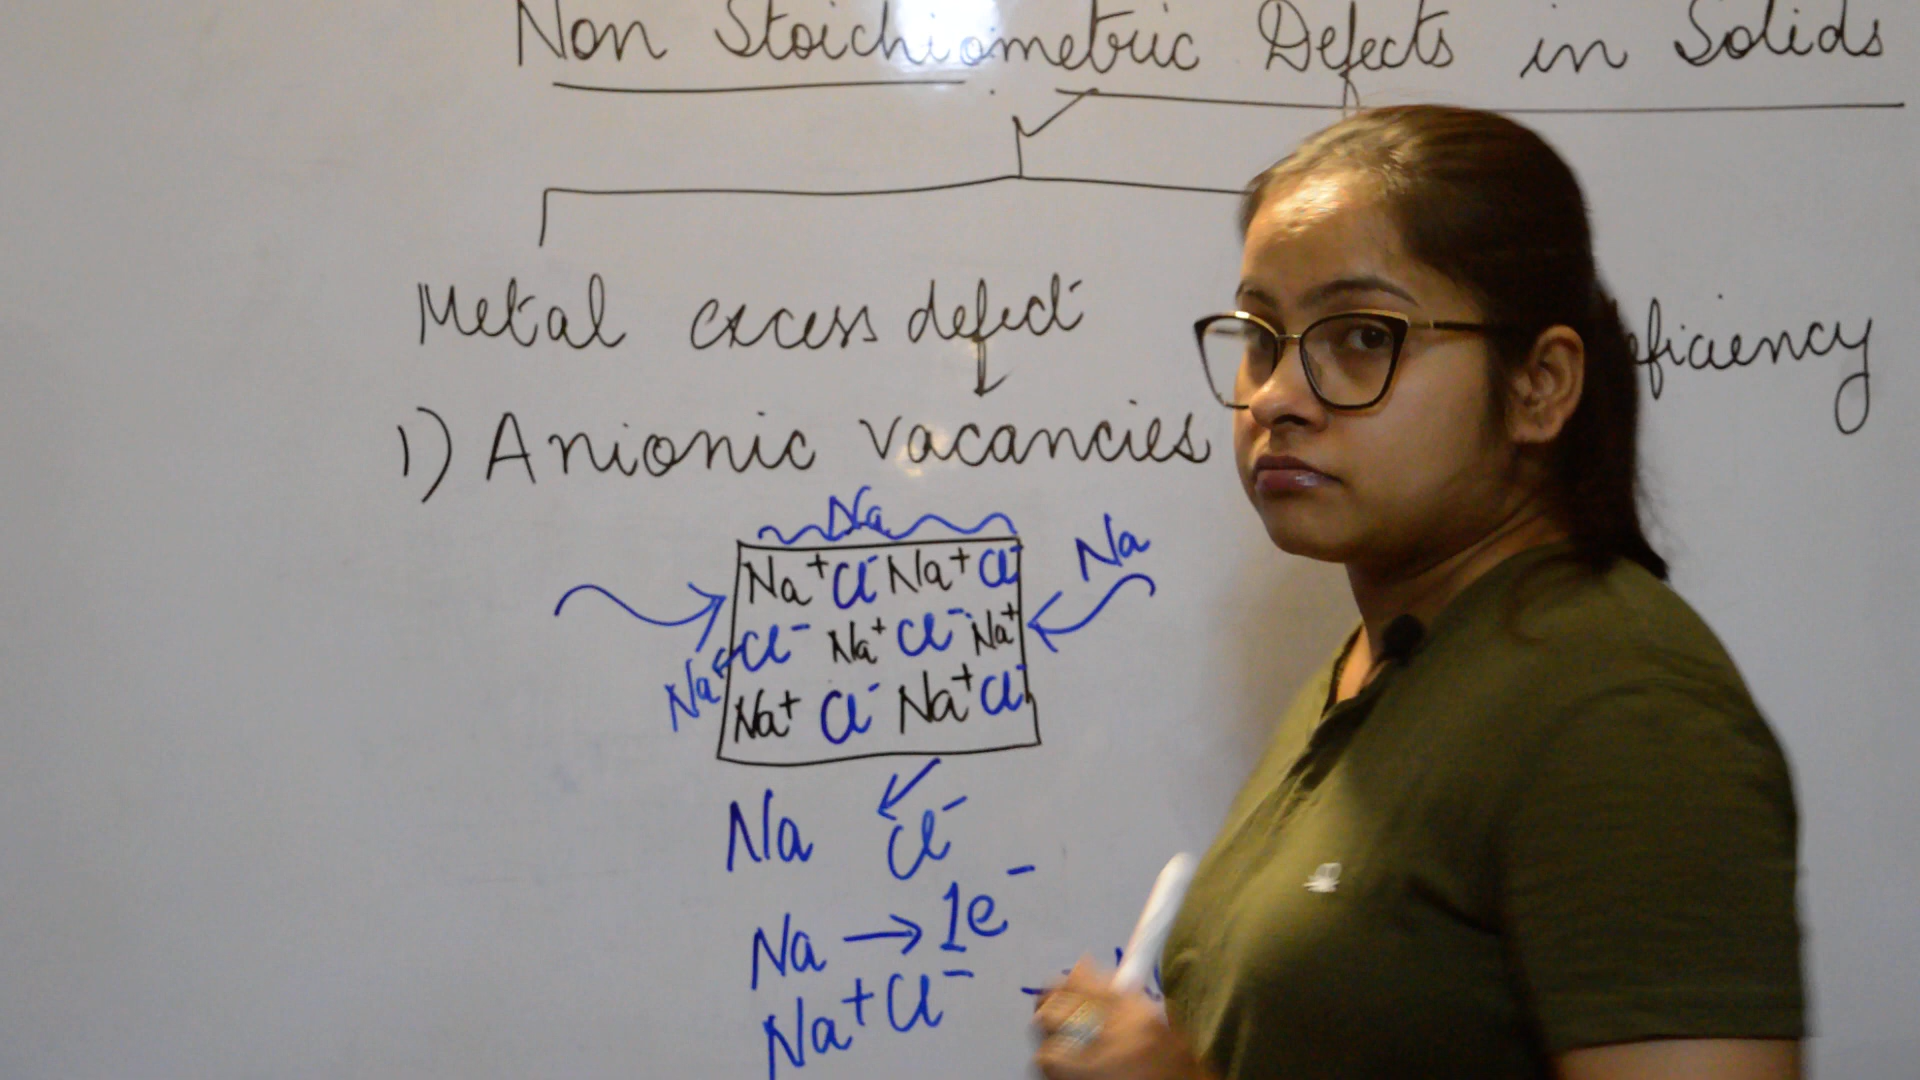 Non Stoichiometric Defects in Solids
Metal excess defect
eficiency
1) Anionic vacancies
Na
Na
Na+ Cl- Na+ Cl-
Cl- Na+ Cl- Na+
Na+
Na+ Cl- Na+ Cl-
Na Cl-
Na → 1e-
Na+ Cl- →